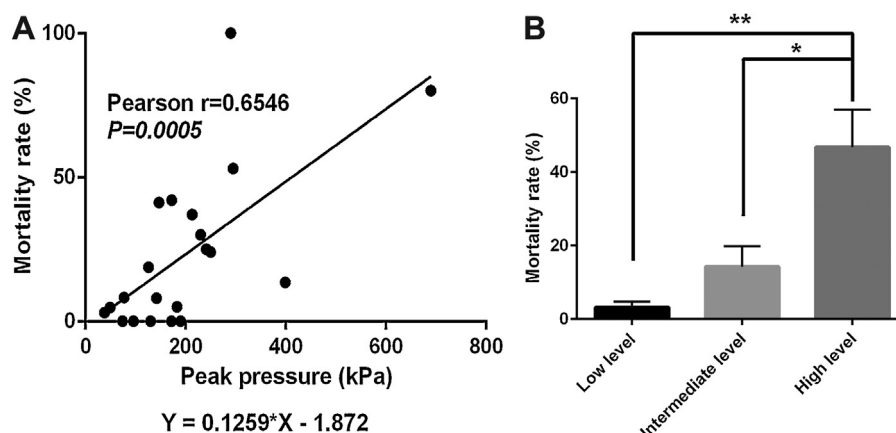 A
100
50
0
Mortality rate (%)
Pearson r=0.6546
P=0.0005
0 200 400 600 800
Peak pressure (kPa)
Y = 0.1259*X - 1.872
B
**
*
60
40
20
0
Mortality rate (%)
Low level
Intermediate level
High level